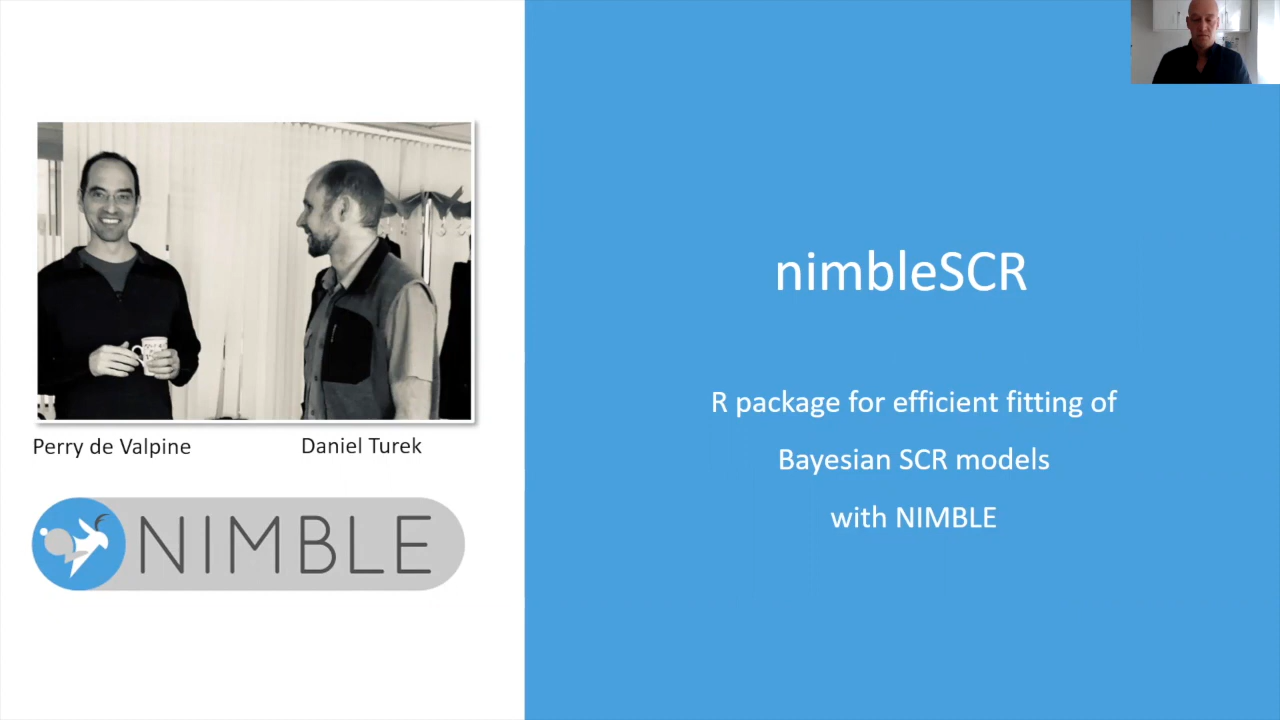 Perry de Valpine
Daniel Turek
NIMBLE
nimbleSCR
R package for efficient fitting of
Bayesian SCR models
with NIMBLE